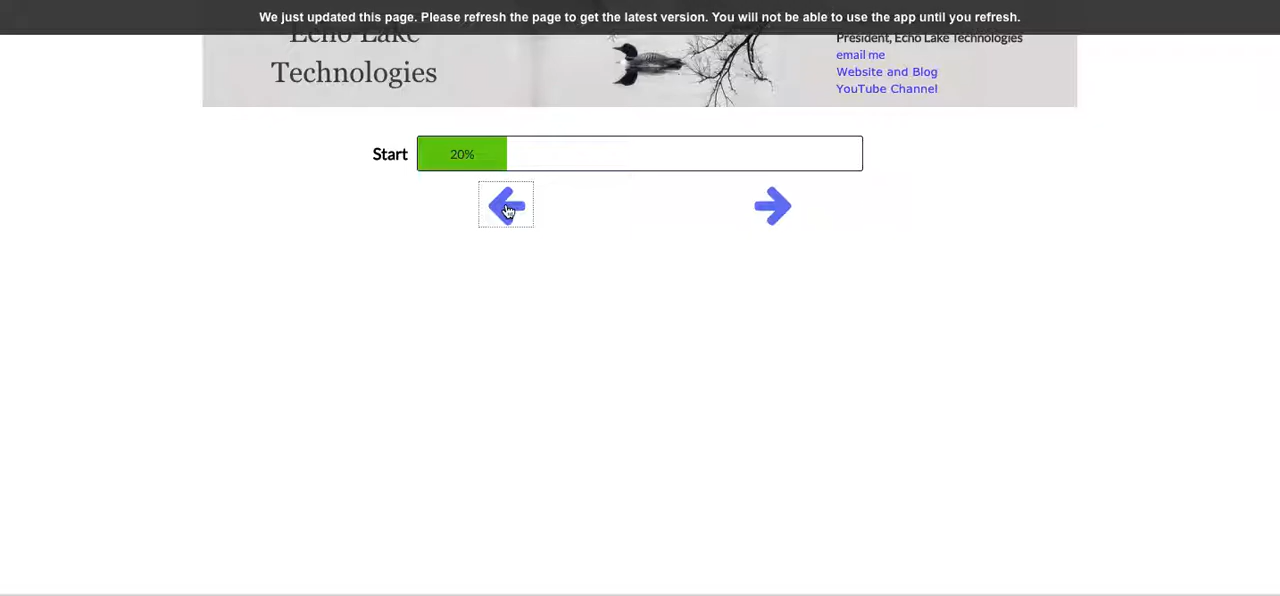 We just updated this page. Please refresh the page to get the latest version. You will not be able to use the app until you refresh.
Echo Lake
Technologies
President, Echo Lake Technologies
email me
Website and Blog
YouTube Channel
Start
20%